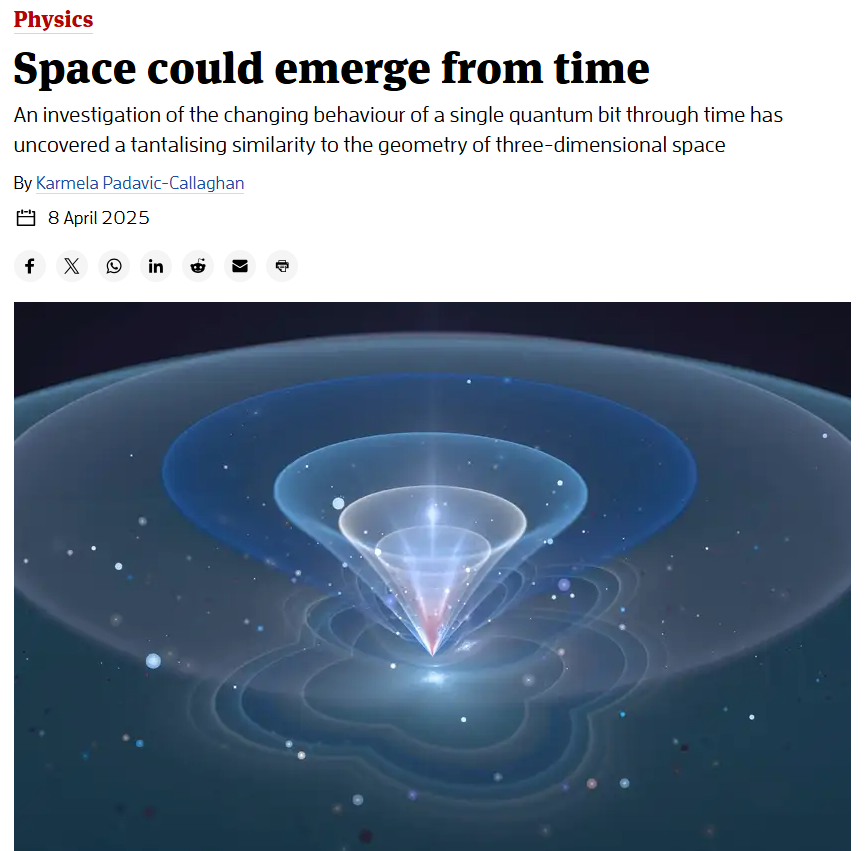 Physics
Space could emerge from time
An investigation of the changing behaviour of a single quantum bit through time has
uncovered a tantalising similarity to the geometry of three-dimensional space
By Karmela Padavic-Callaghan
8 April 2025